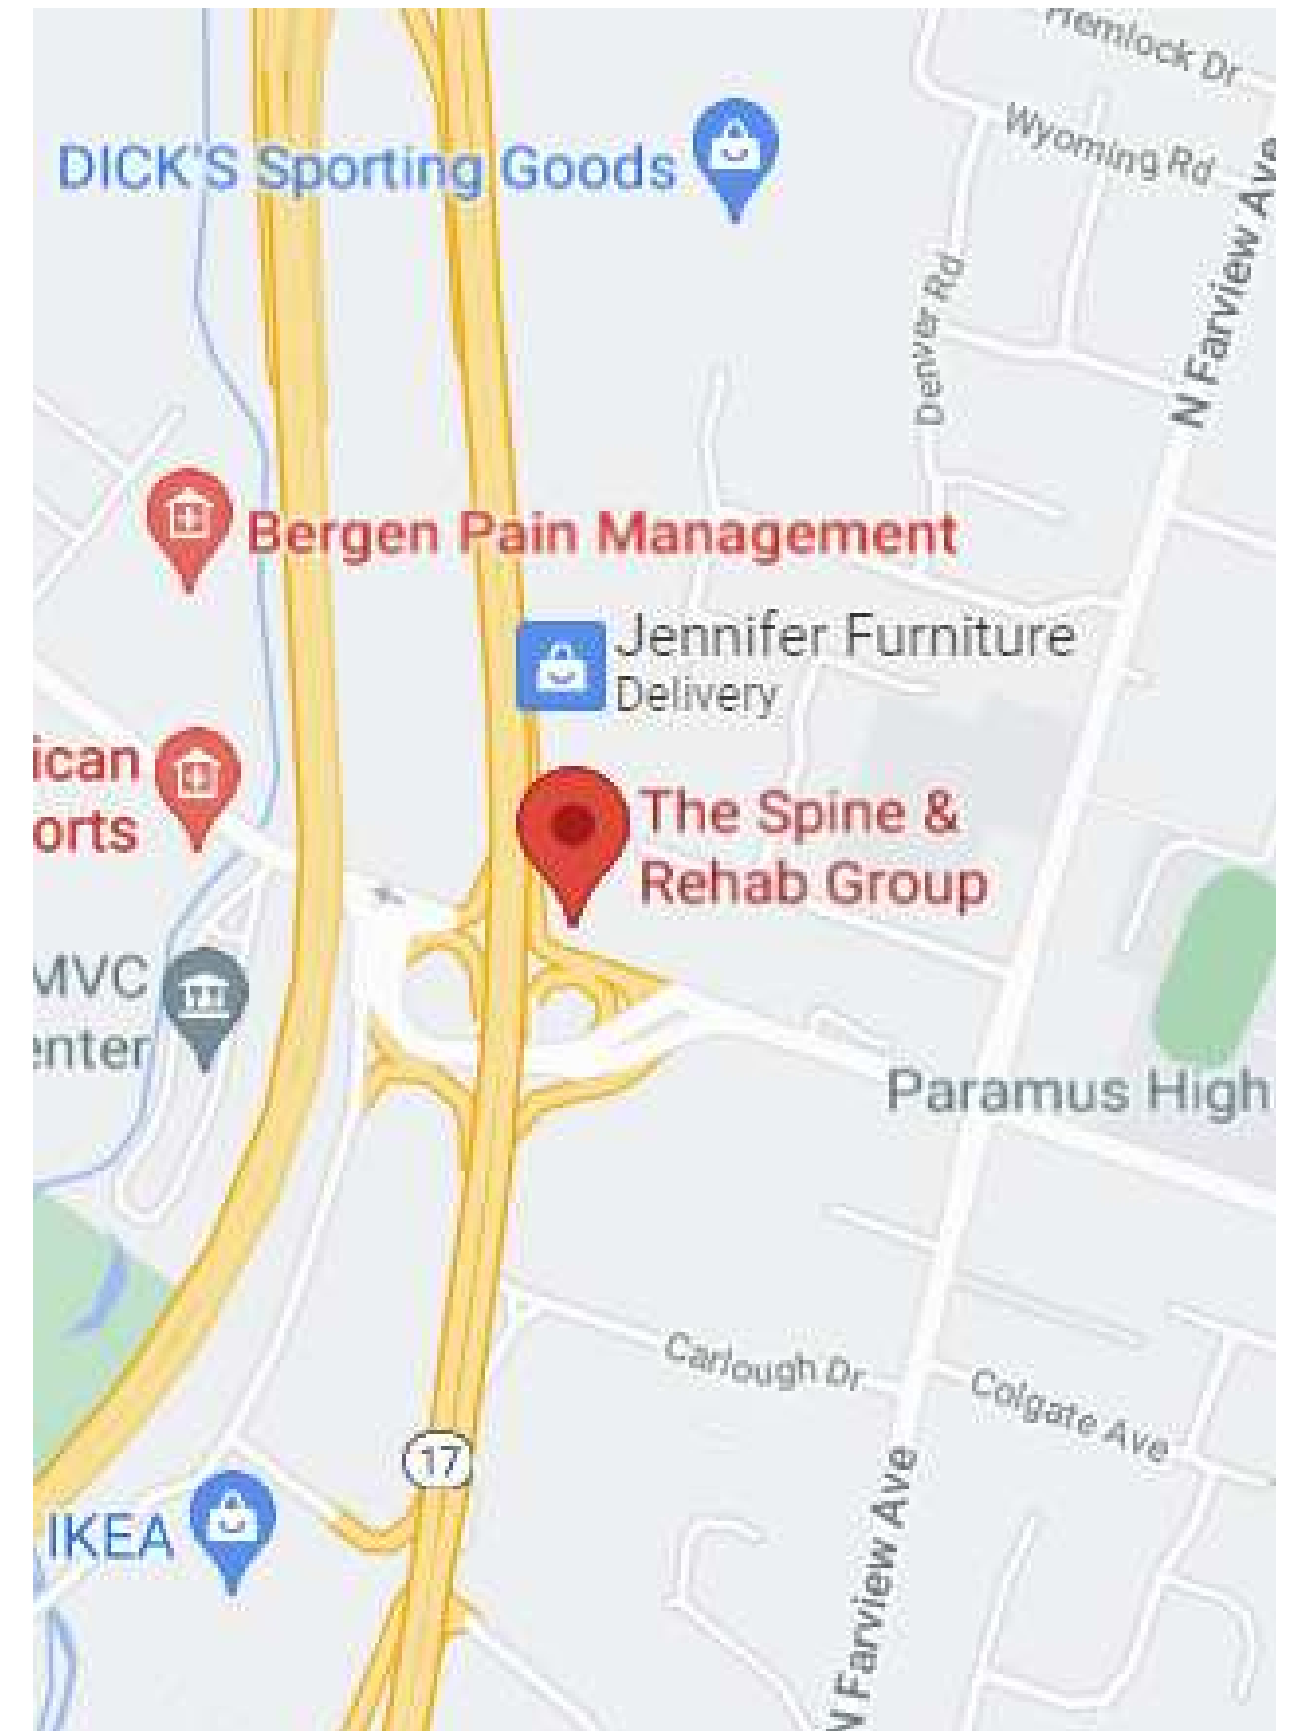 Hemlock Dr
Wyoming Rd
DICK'S Sporting Goods
N Farview Ave
Denver Rd
Bergen Pain Management
Jennifer Furniture
Delivery
ican
orts
The Spine &
Rehab Group
MVC
enter
Paramus High
Carlough Dr
Colgate Ave
17
IKEA
N Farview Ave